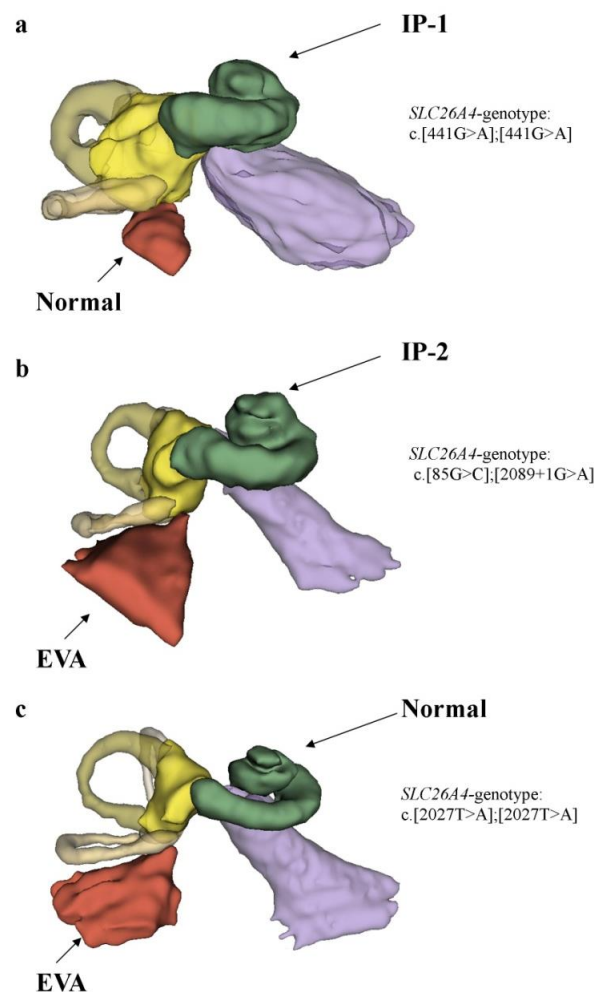 a
IP-1
SLC26A4-genotype:
c.[441G>A];[441G>A]
Normal
b
IP-2
SLC26A4-genotype:
c.[85G>C];[2089+1G>A]
EVA
c
Normal
SLC26A4-genotype:
c.[2027T>A];[2027T>A]
EVA